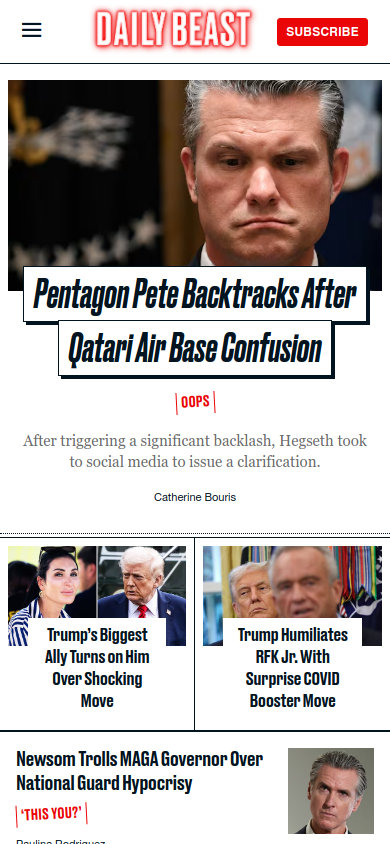 DAILY BEAST
SUBSCRIBE
Pentagon Pete Backtracks After
Qatari Air Base Confusion
OOPS
After triggering a significant backlash, Hegseth took
to social media to issue a clarification.
Catherine Bouris
Trump's Biggest
Ally Turns on Him
Over Shocking
Move
Trump Humiliates
RFK Jr. With
Surprise COVID
Booster Move
Newsom Trolls MAGA Governor Over
National Guard Hypocrisy
'THIS YOU?'
Paulina Rodriguez